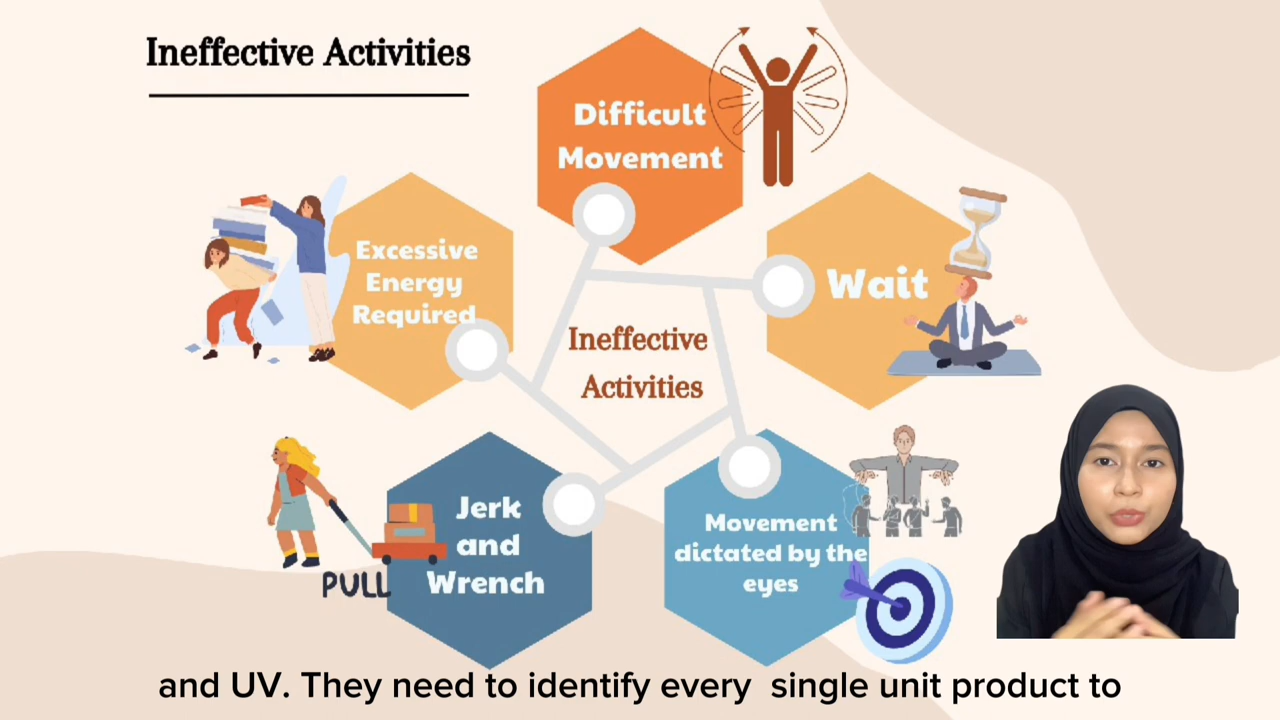 Ineffective Activities
Difficult
Movement
Excessive
Energy
Required
Wait
Ineffective
Activities
Jerk
and
Wrench
PULL
Movement
dictated by the
eyes
and UV. They need to identify every single unit product to